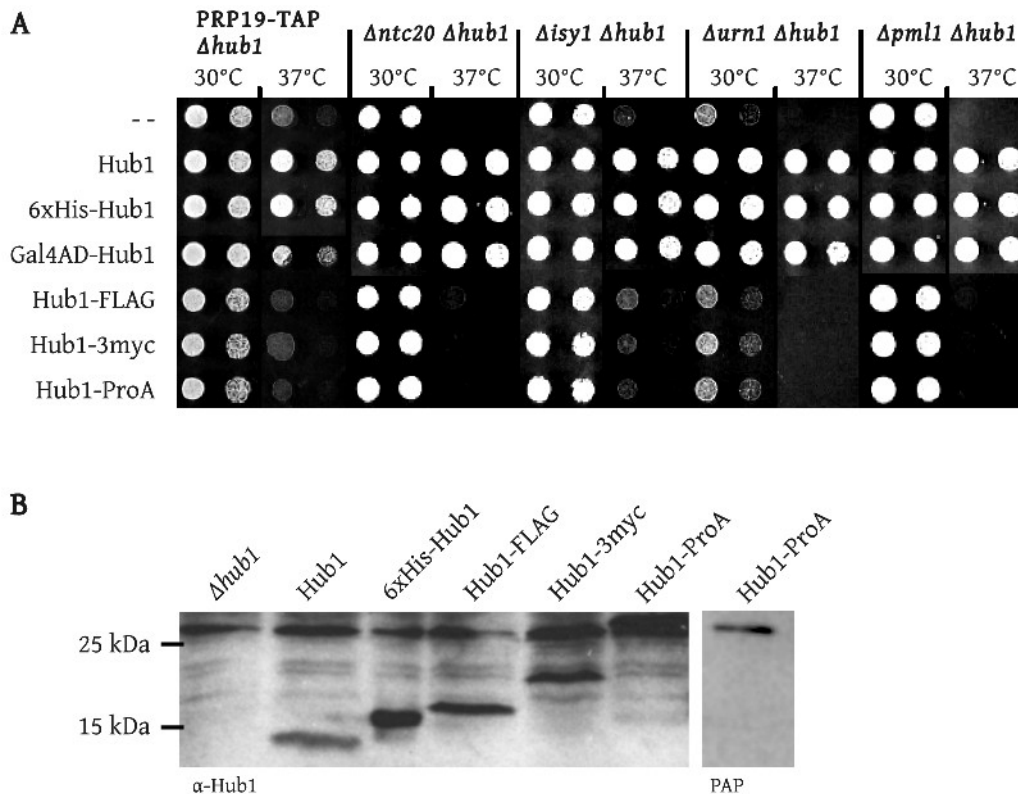 A
PRP19-TAP
Δhub1 Δntc20 Δhub1 Δisy1 Δhub1 Δurn1 Δhub1 Δpml1 Δhub1
30°C 37°C 30°C 37°C 30°C 37°C 30°C 37°C 30°C 37°C
--
Hub1
6xHis-Hub1
Gal4AD-Hub1
Hub1-FLAG
Hub1-3myc
Hub1-ProA
B
Δhub1 Hub1 6xHis-Hub1 Hub1-FLAG Hub1-3myc Hub1-ProA Hub1-ProA
25 kDa
15 kDa
α-Hub1 PAP